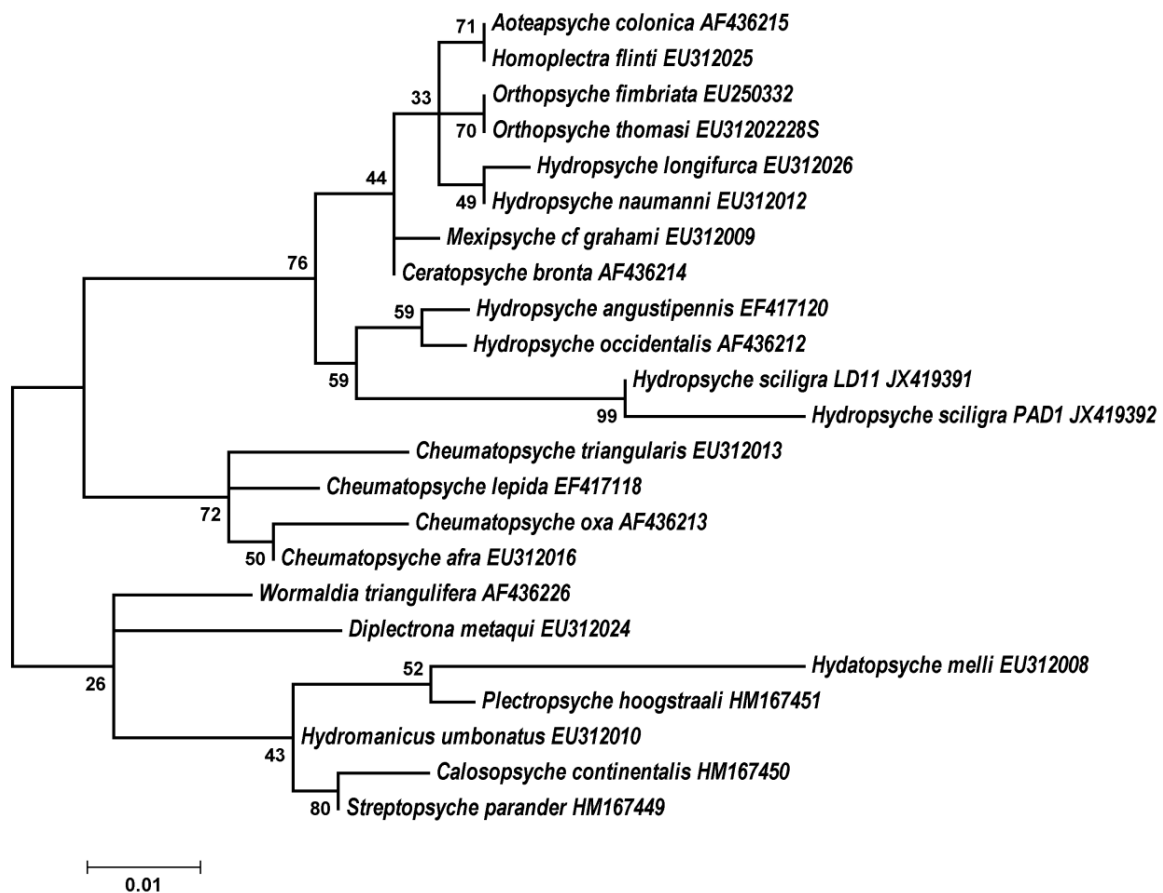 71
Aoteapsyche colonica AF436215
Homoplectra flinti EU312025
33
Orthopsyche fimbriata EU250332
70
Orthopsyche thomasi EU31202228S
Hydropsyche longifurca EU312026
44
49
Hydropsyche naumanni EU312012
Mexipsyche cf grahami EU312009
76
Ceratopsyche bronta AF436214
59
Hydropsyche angustipennis EF417120
Hydropsyche occidentalis AF436212
59
Hydropsyche sciligra LD11 JX419391
99
Hydropsyche sciligra PAD1 JX419392
Cheumatopsyche triangularis EU312013
Cheumatopsyche lepida EF417118
72
Cheumatopsyche oxa AF436213
50
Cheumatopsyche afra EU312016
Wormaldia triangulifera AF436226
Diplectrona metaqui EU312024
26
52
Hydatopsyche melli EU312008
Plectropsyche hoogstraali HM167451
43
Hydromanicus umbonatus EU312010
Calosopsyche continentalis HM167450
80
Streptopsyche parander HM167449
0.01